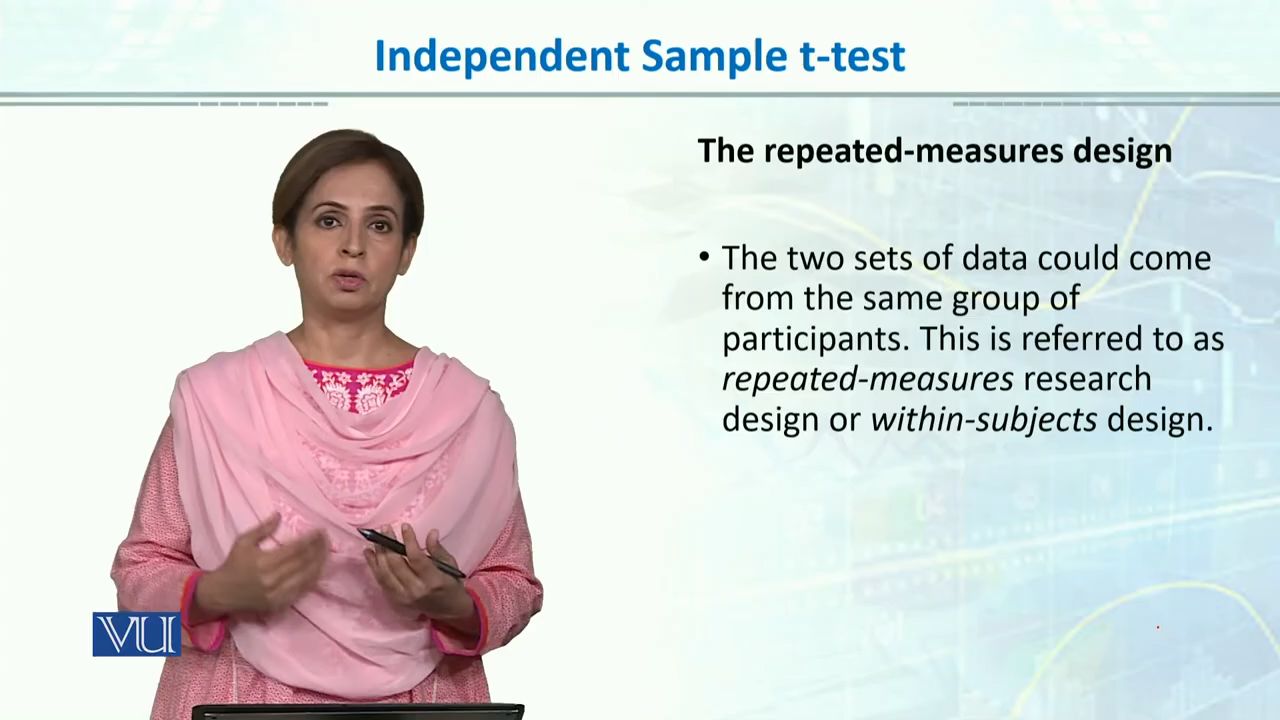 Independent Sample t-test
The repeated-measures design
• The two sets of data could come
from the same group of
participants. This is referred to as
repeated-measures research
design or within-subjects design.
VU